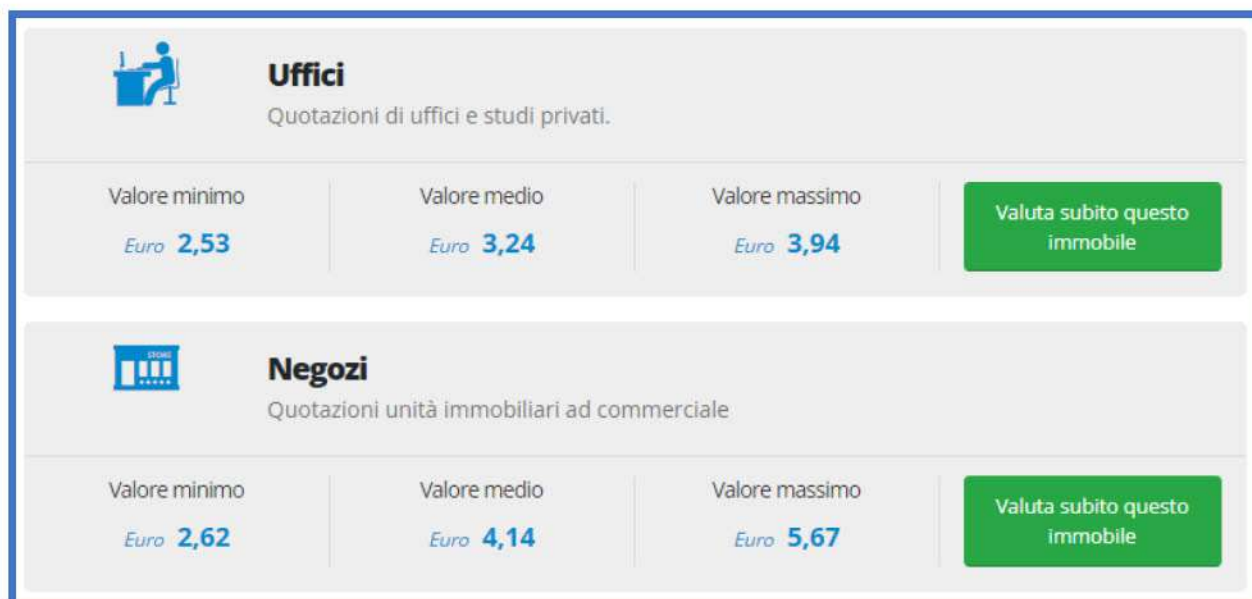 Uffici
Quotazioni di uffici e studi privati.
Valore minimo Valore medio Valore massimo
Euro 2,53 Euro 3,24 Euro 3,94
Valuta subito questo
immobile
STORE
Negozi
Quotazioni unità immobiliari ad commerciale
Valore minimo Valore medio Valore massimo
Euro 2,62 Euro 4,14 Euro 5,67
Valuta subito questo
immobile